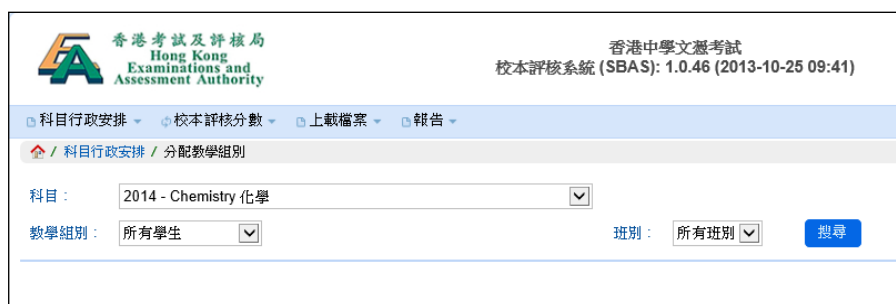 香港考試及評核局
Hong Kong
Examinations and
Assessment Authority
香港中學文憑考試
校本評核系統 (SBAS): 1.0.46 (2013-10-25 09:41)
科目行政安排 校本評核分數 上載檔案 報告
/ 科目行政安排 / 分配教學組別
科目： 2014 - Chemistry 化學
教學組別： 所有學生 班別： 所有班別 搜尋